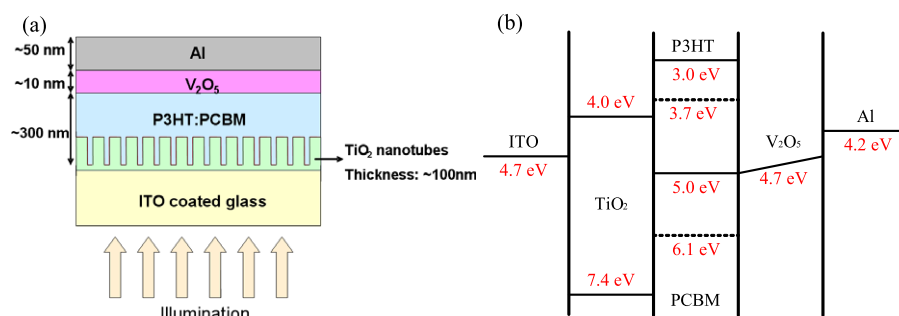 (a)
~50 nm
Al
~10 nm
V₂O₅
~300 nm
P3HT:PCBM
TiO₂ nanotubes
Thickness: ~100nm
ITO coated glass
Illumination
(b)
P3HT
3.0 eV
4.0 eV
3.7 eV
Al
ITO
V₂O₅
4.2 eV
4.7 eV
5.0 eV
4.7 eV
TiO₂
6.1 eV
7.4 eV
PCBM